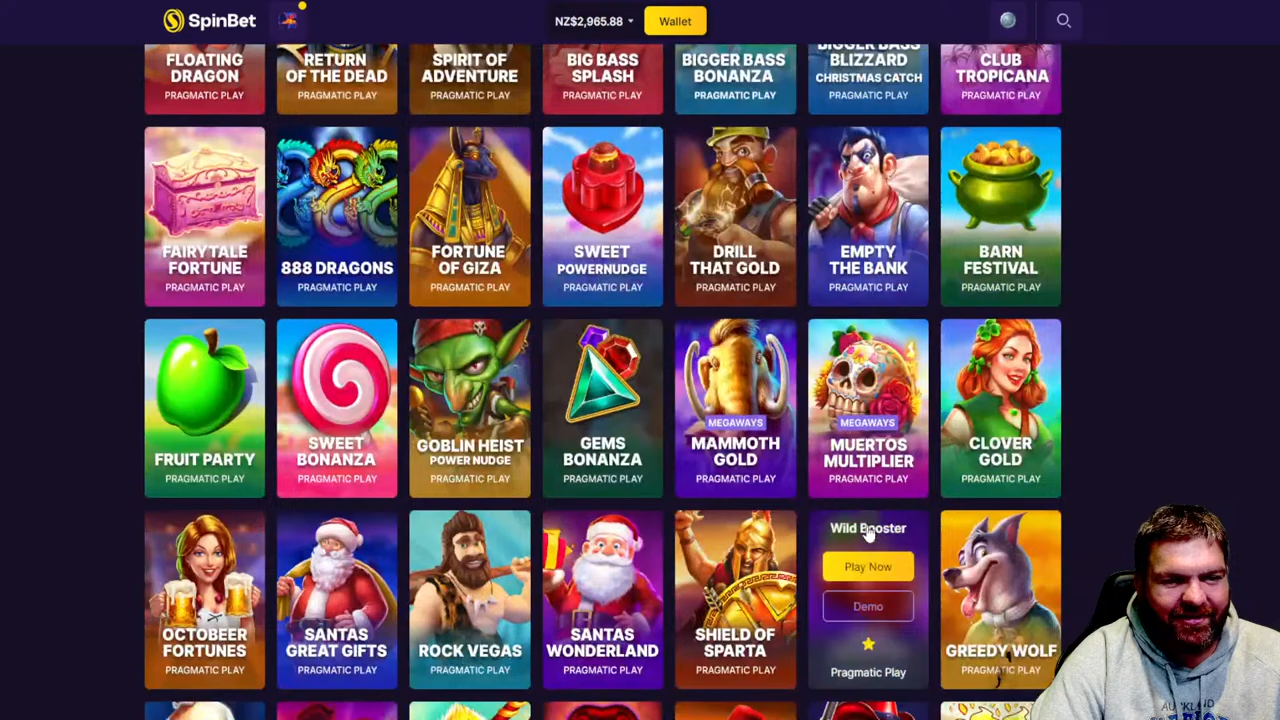 SpinBet
NZ$2,965.88
Wallet
FLOATING
DRAGON
PRAGMATIC PLAY
RETURN
OF THE DEAD
PRAGMATIC PLAY
SPIRIT OF
ADVENTURE
PRAGMATIC PLAY
BIG BASS
SPLASH
PRAGMATIC PLAY
BIGGER BASS
BONANZA
PRAGMATIC PLAY
BIGGER BASS
BLIZZARD
CHRISTMAS CATCH
PRAGMATIC PLAY
CLUB
TROPICANA
PRAGMATIC PLAY
FAIRYTALE
FORTUNE
PRAGMATIC PLAY
888 DRAGONS
PRAGMATIC PLAY
FORTUNE
OF GIZA
PRAGMATIC PLAY
SWEET
POWERNUDGE
PRAGMATIC PLAY
DRILL
THAT GOLD
PRAGMATIC PLAY
EMPTY
THE BANK
PRAGMATIC PLAY
BARN
FESTIVAL
PRAGMATIC PLAY
FRUIT PARTY
PRAGMATIC PLAY
SWEET
BONANZA
PRAGMATIC PLAY
GOBLIN HEIST
POWER NUDGE
PRAGMATIC PLAY
GEMS
BONANZA
PRAGMATIC PLAY
MEGAWAYS
MAMMOTH
GOLD
PRAGMATIC PLAY
MEGAWAYS
MUERTOS
MULTIPLIER
PRAGMATIC PLAY
CLOVER
GOLD
PRAGMATIC PLAY
OCTOBEER
FORTUNES
PRAGMATIC PLAY
SANTAS
GREAT GIFTS
PRAGMATIC PLAY
ROCK VEGAS
PRAGMATIC PLAY
SANTAS
WONDERLAND
PRAGMATIC PLAY
SHIELD OF
SPARTA
PRAGMATIC PLAY
Wild Booster
Play Now
Demo
Pragmatic Play
GREEDY WOLF
PRAGMATIC PLAY
AUCKLAND